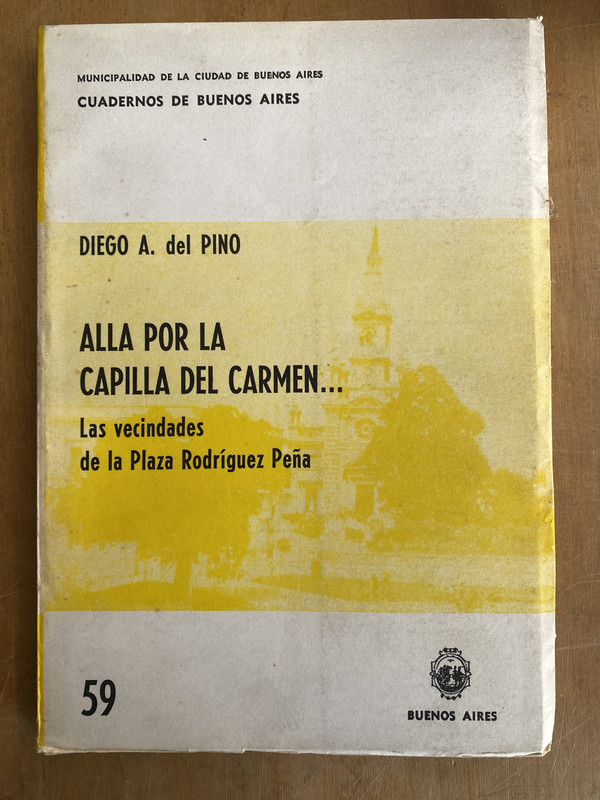 MUNICIPALIDAD DE LA CIUDAD DE BUENOS AIRES
CUADERNOS DE BUENOS AIRES
DIEGO A. del PINO
ALLA POR LA
CAPILLA DEL CARMEN...
Las vecindades
de la Plaza Rodríguez Peña
59
BUENOS AIRES